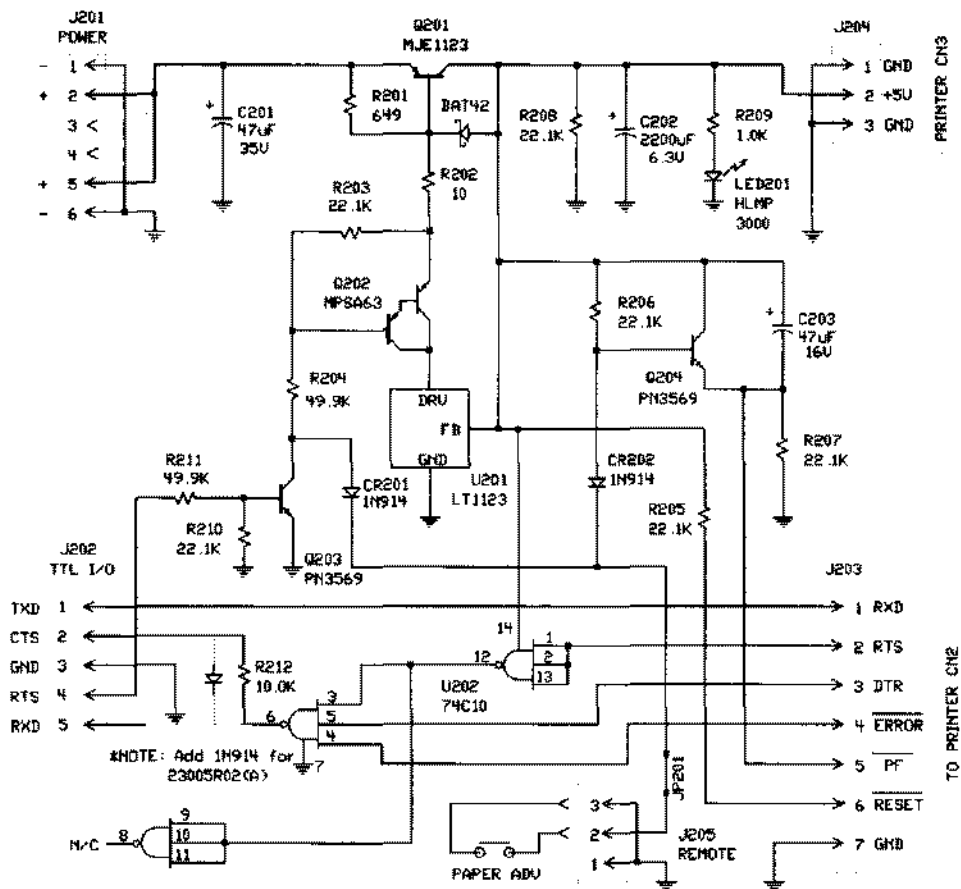 J201
POWER
- 1
+ 2
3
4
+ 5
- 6
Q201
MJE1123
J204
1 GND
2 +5V
3 GND
PRINTER CN3
C201
47uF
35V
R201
649
BAT42
R208
22.1K
C202
2200uF
6.3V
R209
1.0K
LED201
HLMP
3000
R202
10
R203
22.1K
Q202
MPSA63
R206
22.1K
C203
47uF
16V
Q204
PN3569
R204
49.9K
DRV
FB
GND
U201
LT1123
R207
22.1K
R211
49.9K
CR201
1N914
CR202
1N914
R205
22.1K
R210
22.1K
Q203
PN3569
J202
TTL I/O
TXD 1
CTS 2
GND 3
RTS 4
RXD 5
J203
1 RXD
2 RTS
3 DTR
4 ERROR
5 PF
6 RESET
7 GND
TO PRINTER CN2
14
12
1
2
13
U202
74C10
R212
10.0K
3
5
4
6
7
*NOTE: Add 1N914 for
23005R02(A)
JP201
N/C 8
9
10
11
3
2
1
J205
REMOTE
PAPER ADV